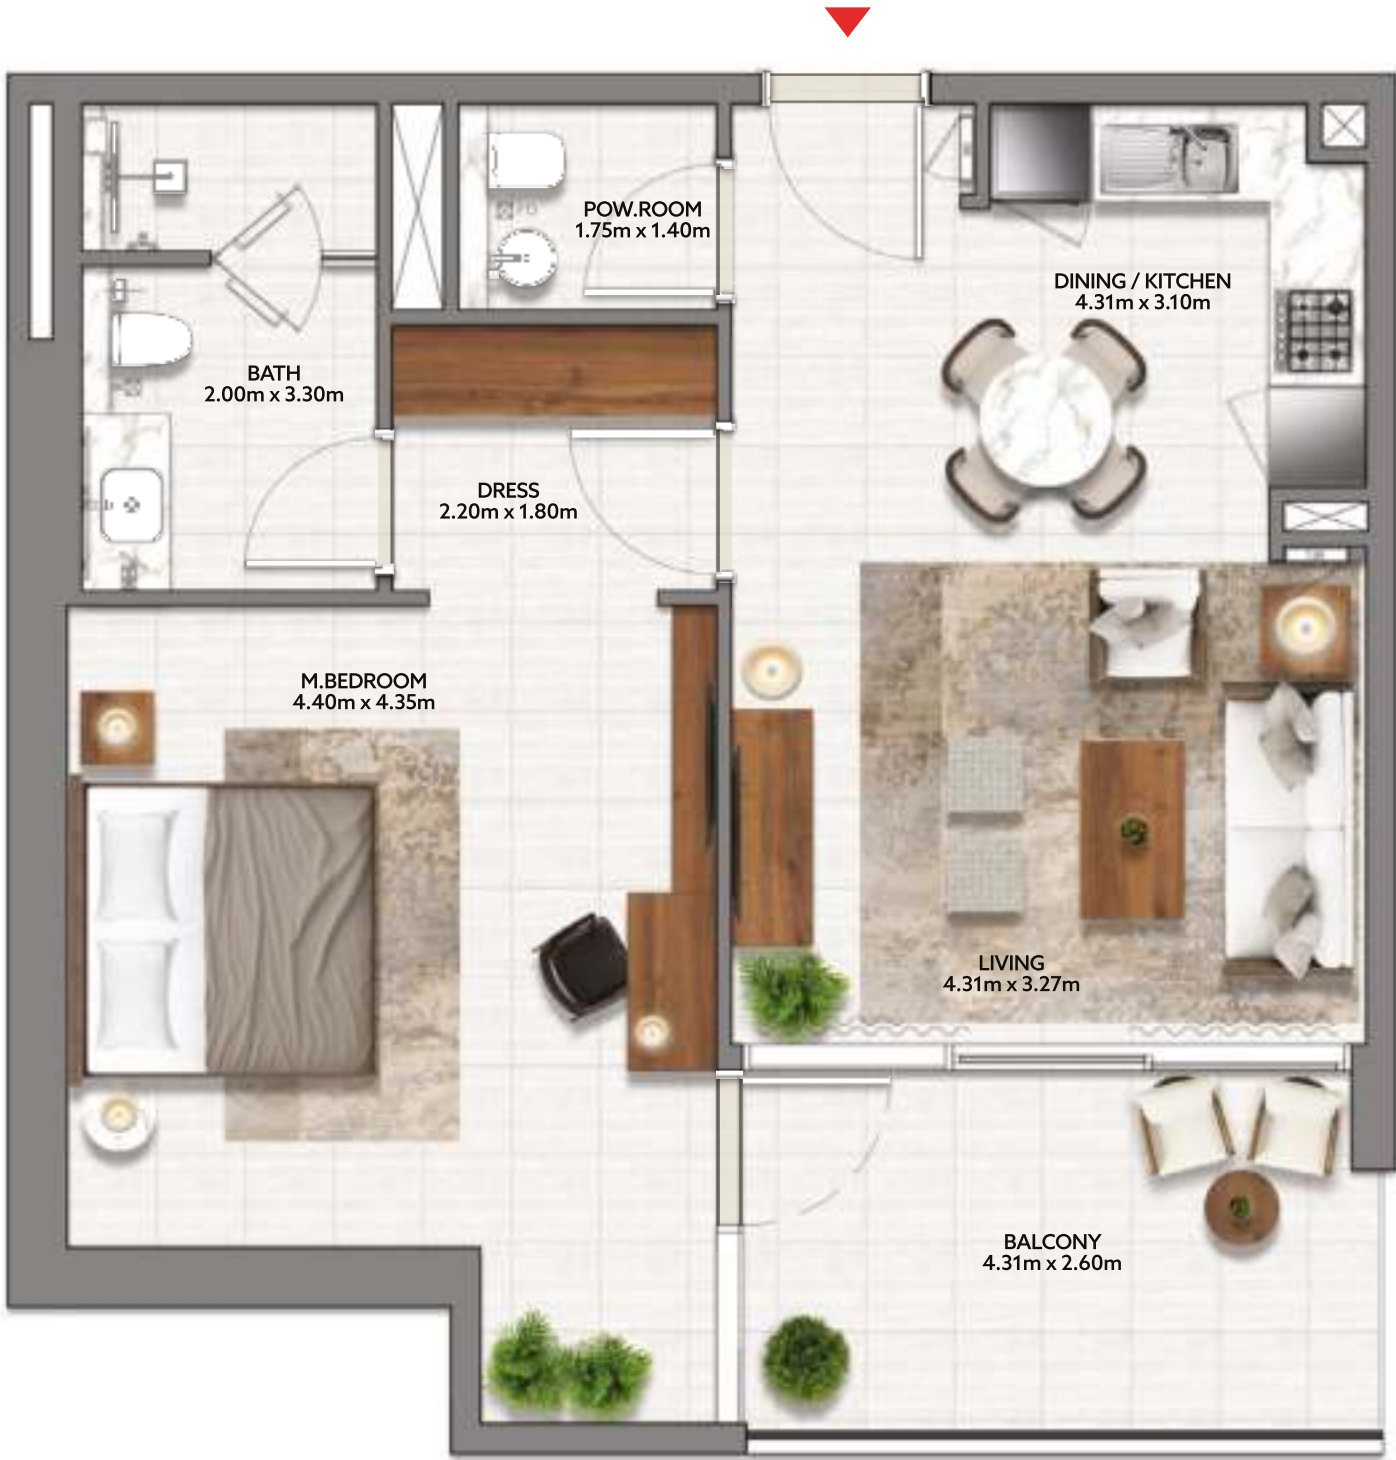 POW.ROOM
1.75m x 1.40m
DINING / KITCHEN
4.31m x 3.10m
BATH
2.00m x 3.30m
DRESS
2.20m x 1.80m
M.BEDROOM
4.40m x 4.35m
LIVING
4.31m x 3.27m
BALCONY
4.31m x 2.60m